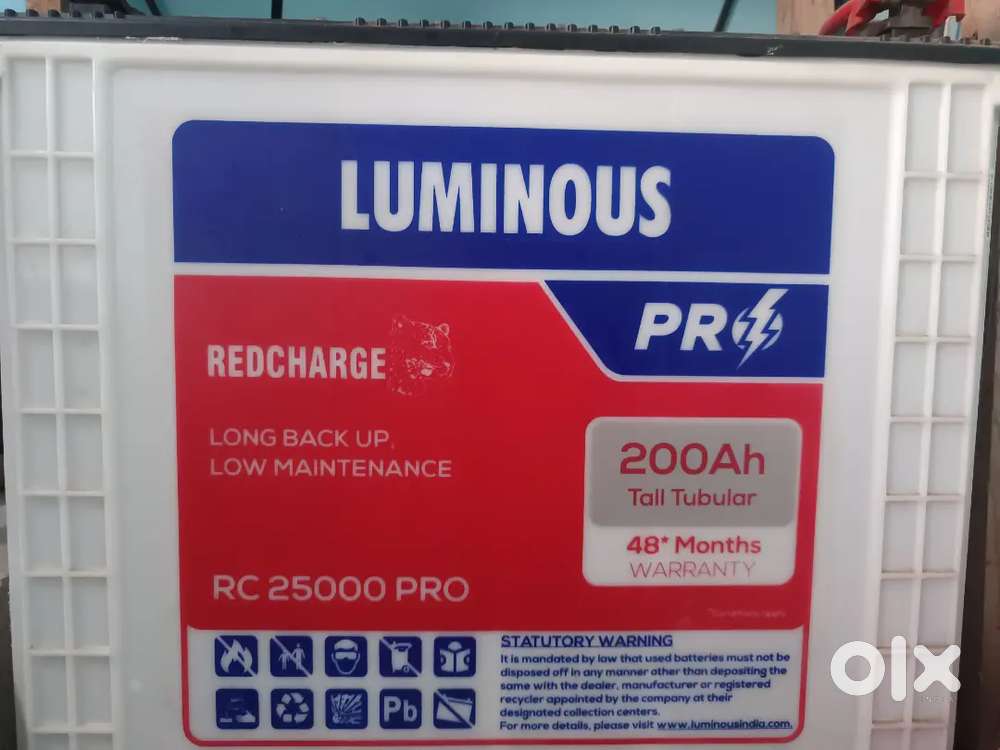 LUMINOUS
PRO
REDCHARGE
LONG BACK UP,
LOW MAINTENANCE
200Ah
Tall Tubular
48* Months
WARRANTY
RC 25000 PRO
*Conditions apply
STATUTORY WARNING
It is mandated by law that used batteries must not be
disposed off in any manner other than depositing the
same with the dealer, manufacturer or registered
recycler appointed by the company at their
designated collection centers.
For more details, please visit www.luminousindia.com.
Pb
olx